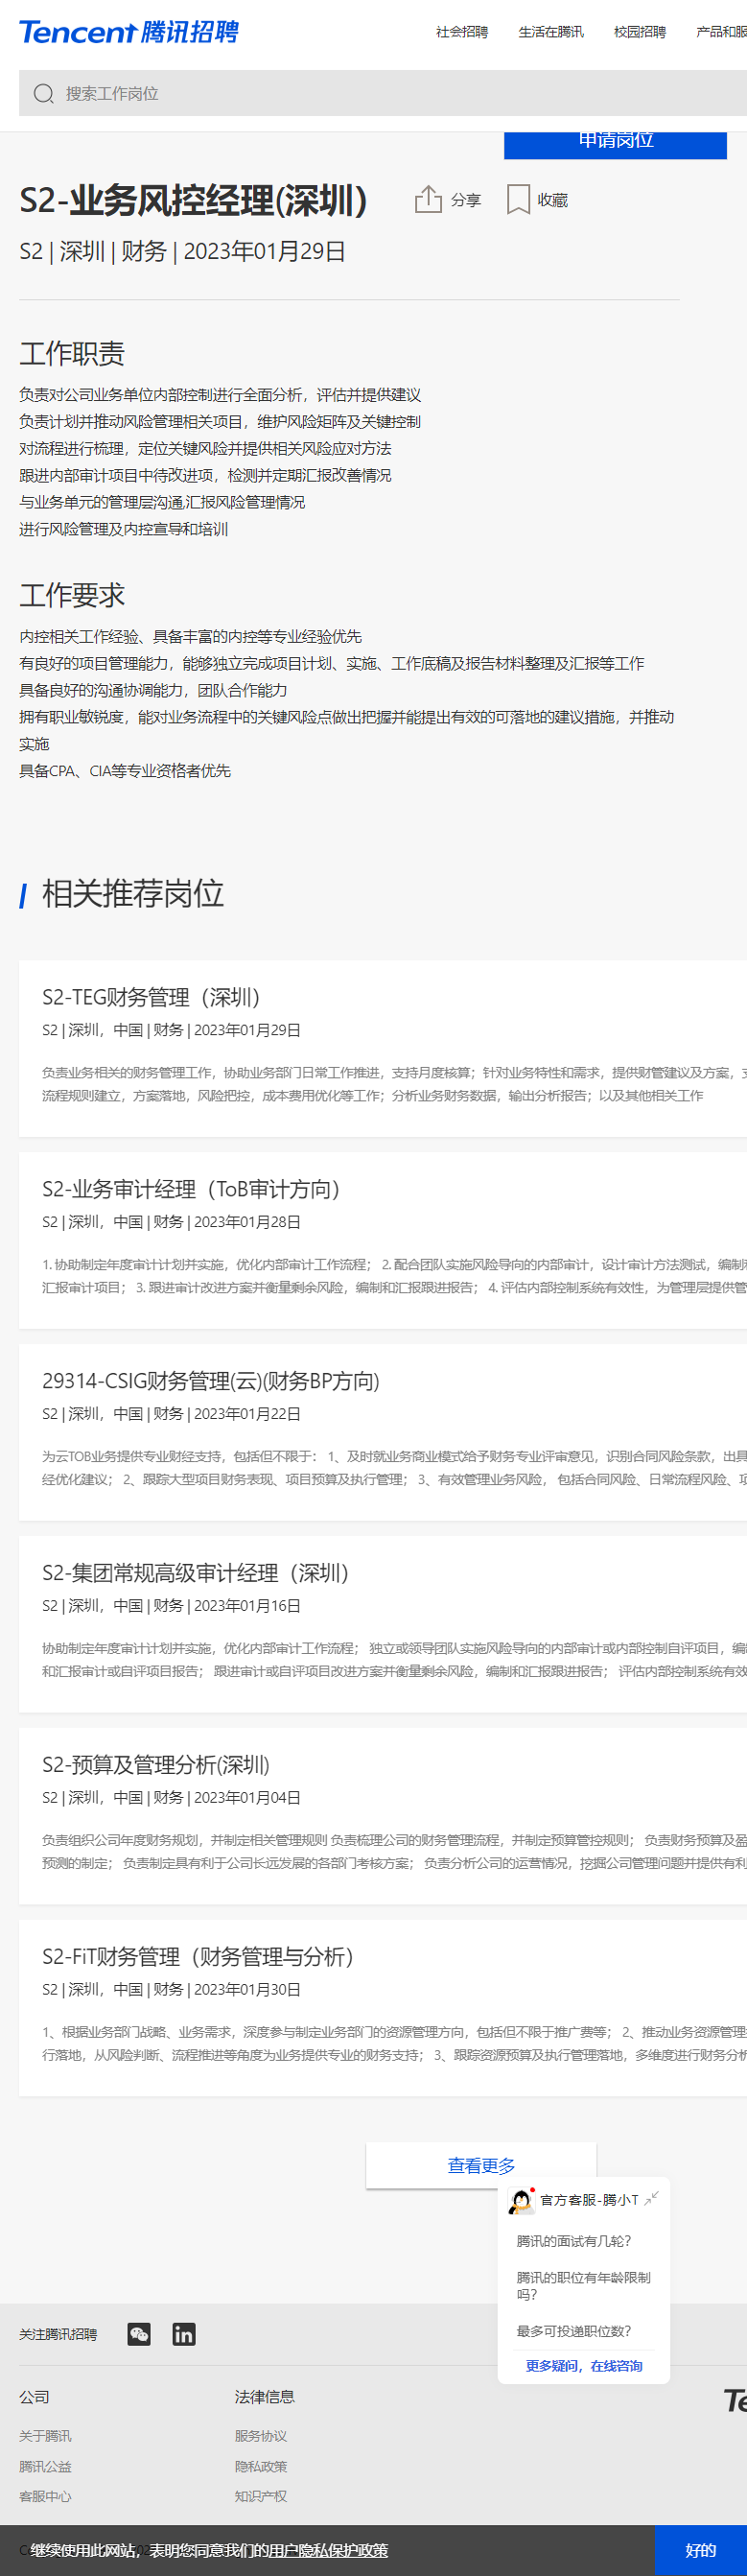 Tencent 腾讯招聘
社会招聘 生活在腾讯 校园招聘 产品和服
搜索工作岗位
申请岗位
S2-业务风控经理(深圳) 分享 收藏
S2 | 深圳 | 财务 | 2023年01月29日
工作职责
负责对公司业务单位内部控制进行全面分析，评估并提供建议
负责计划并推动风险管理相关项目，维护风险矩阵及关键控制
对流程进行梳理，定位关键风险并提供相关风险应对方法
跟进内部审计项目中待改进项，检测并定期汇报改善情况
与业务单元的管理层沟通,汇报风险管理情况
进行风险管理及内控宣导和培训
工作要求
内控相关工作经验、具备丰富的内控等专业经验优先
有良好的项目管理能力，能够独立完成项目计划、实施、工作底稿及报告材料整理及汇报等工作
具备良好的沟通协调能力，团队合作能力
拥有职业敏锐度，能对业务流程中的关键风险点做出把握并能提出有效的可落地的建议措施，并推动
实施
具备CPA、CIA等专业资格者优先
相关推荐岗位
S2-TEG财务管理（深圳）
S2 | 深圳，中国 | 财务 | 2023年01月29日
负责业务相关的财务管理工作，协助业务部门日常工作推进，支持月度核算；针对业务特性和需求，提供财管建议及方案，支
流程规则建立，方案落地，风险把控，成本费用优化等工作；分析业务财务数据，输出分析报告；以及其他相关工作
S2-业务审计经理（ToB审计方向）
S2 | 深圳，中国 | 财务 | 2023年01月28日
1. 协助制定年度审计计划并实施，优化内部审计工作流程； 2. 配合团队实施风险导向的内部审计，设计审计方法测试，编制和
汇报审计项目； 3. 跟进审计改进方案并衡量剩余风险，编制和汇报跟进报告； 4. 评估内部控制系统有效性，为管理层提供管
29314-CSIG财务管理(云)(财务BP方向)
S2 | 深圳，中国 | 财务 | 2023年01月22日
为云TOB业务提供专业财经支持，包括但不限于： 1、及时就业务商业模式给予财务专业评审意见，识别合同风险条款，出具
经优化建议； 2、跟踪大型项目财务表现、项目预算及执行管理； 3、有效管理业务风险， 包括合同风险、日常流程风险、项
S2-集团常规高级审计经理（深圳）
S2 | 深圳，中国 | 财务 | 2023年01月16日
协助制定年度审计计划并实施，优化内部审计工作流程； 独立或领导团队实施风险导向的内部审计或内部控制自评项目，编制
和汇报审计或自评项目报告； 跟进审计或自评项目改进方案并衡量剩余风险，编制和汇报跟进报告； 评估内部控制系统有效
S2-预算及管理分析(深圳)
S2 | 深圳，中国 | 财务 | 2023年01月04日
负责组织公司年度财务规划，并制定相关管理规则 负责梳理公司的财务管理流程，并制定预算管控规则； 负责财务预算及盈
预测的制定； 负责制定具有利于公司长远发展的各部门考核方案； 负责分析公司的运营情况，挖掘公司管理问题并提供有利
S2-FiT财务管理（财务管理与分析）
S2 | 深圳，中国 | 财务 | 2023年01月30日
1、根据业务部门战略、业务需求，深度参与制定业务部门的资源管理方向，包括但不限于推广费等； 2、推动业务资源管理
行落地，从风险判断、流程推进等角度为业务提供专业的财务支持； 3、跟踪资源预算及执行管理落地，多维度进行财务分析
查看更多
官方客服-腾小T
腾讯的面试有几轮?
腾讯的职位有年龄限制
吗?
最多可投递职位数?
更多疑问，在线咨询
关注腾讯招聘
公司 法律信息
关于腾讯 服务协议
腾讯公益 隐私政策
客服中心 知识产权
继续使用此网站，表明您同意我们的用户隐私保护政策 好的